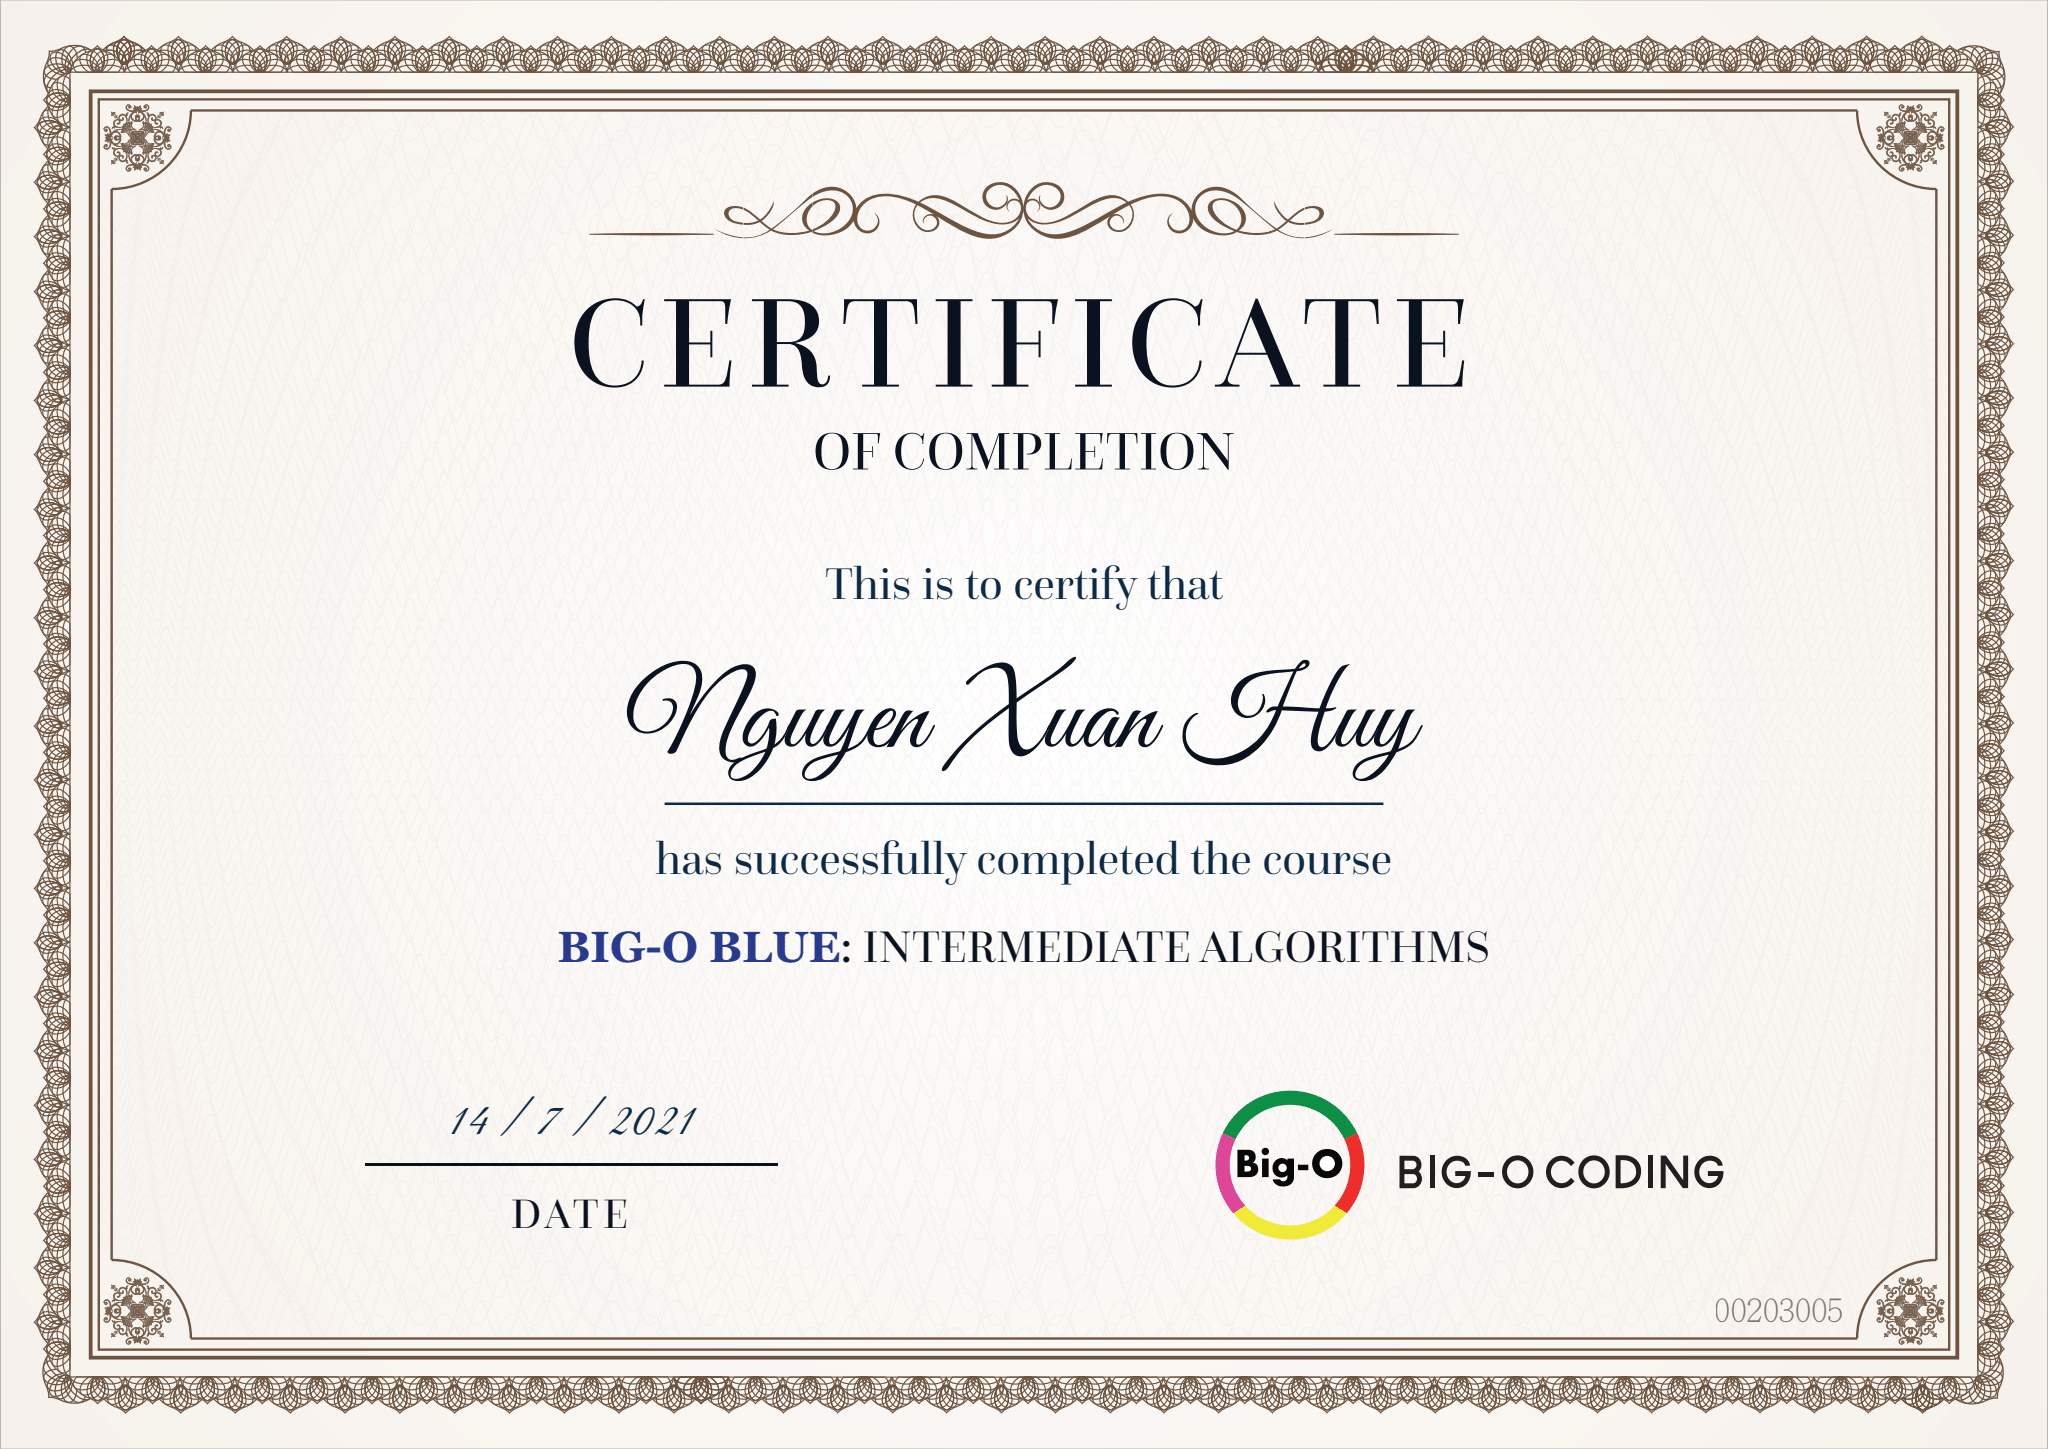 CERTIFICATE
OF COMPLETION
This is to certify that
Nguyen Xuan Huy
has successfully completed the course
BIG-O BLUE: INTERMEDIATE ALGORITHMS
14 / 7 / 2021
DATE
Big-O
BIG-O CODING
00203005